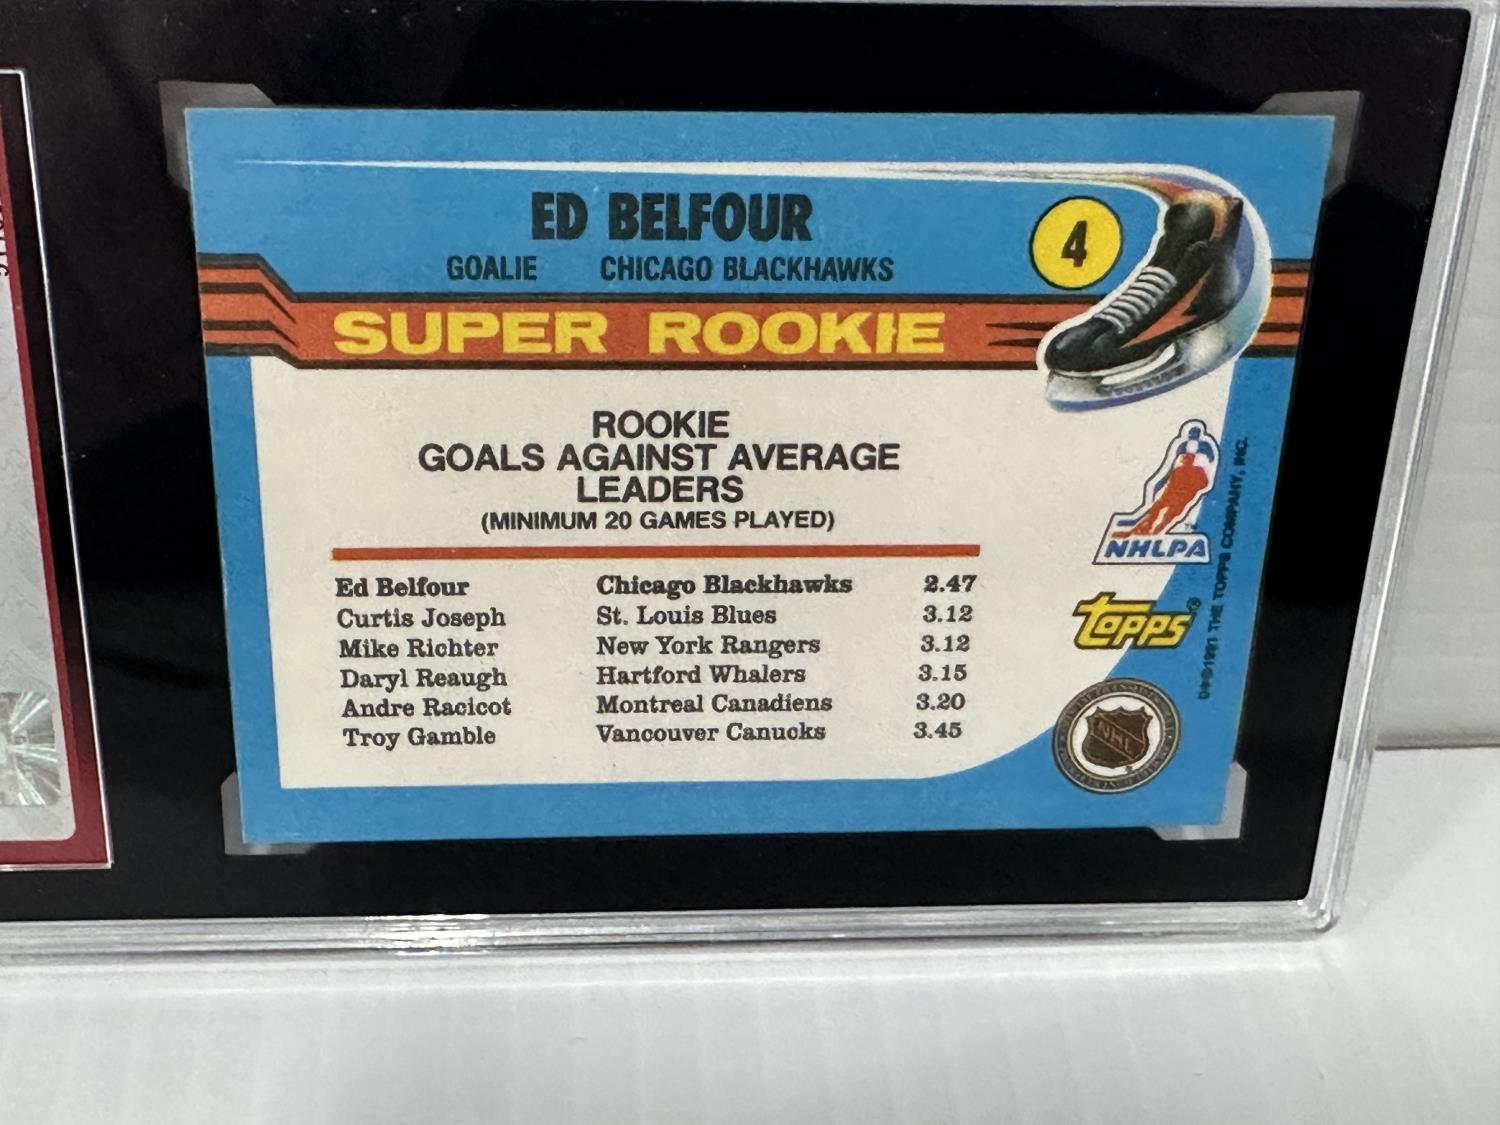 ED BELFOUR
4
GOALIE CHICAGO BLACKHAWKS
SUPER ROOKIE
ROOKIE
GOALS AGAINST AVERAGE
LEADERS
(MINIMUM 20 GAMES PLAYED)
Ed Belfour Chicago Blackhawks 2.47
Curtis Joseph St. Louis Blues 3.12
Mike Richter New York Rangers 3.12
Daryl Reaugh Hartford Whalers 3.15
Andre Racicot Montreal Canadiens 3.20
Troy Gamble Vancouver Canucks 3.45
NHLPA
TM
topps®
©1991 THE TOPPS COMPANY, INC.
NHL